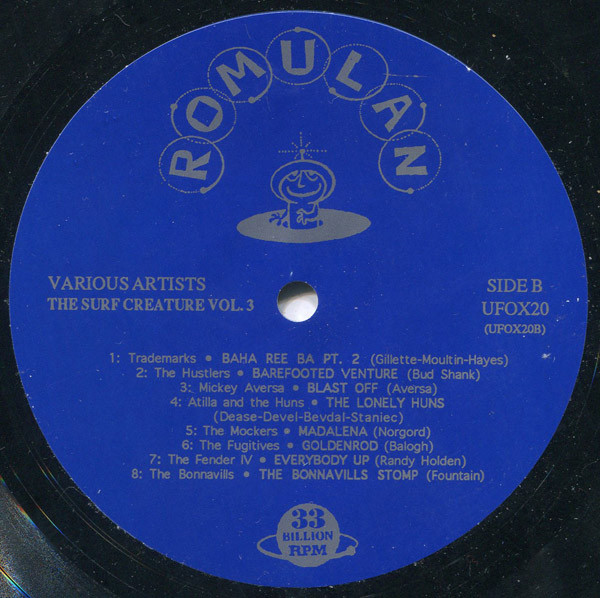 ROMULAN
VARIOUS ARTISTS
THE SURF CREATURE VOL. 3
SIDE B
UFOX20
(UFOX20B)
1: Trademarks • BAHA REE BA PT. 2 (Gillette-Moultin-Hayes)
2: The Hustlers • BAREFOOTED VENTURE (Bud Shank)
3: Mickey Aversa • BLAST OFF (Aversa)
4: Atilla and the Huns • THE LONELY HUNS
(Dease-Devel-Bevdal-Staniec)
5: The Mockers • MADALENA (Norgord)
6: The Fugitives • GOLDENROD (Balogh)
7: The Fender IV • EVERYBODY UP (Randy Holden)
8: The Bonnavills • THE BONNAVILLS STOMP (Fountain)
33
BILLION
RPM